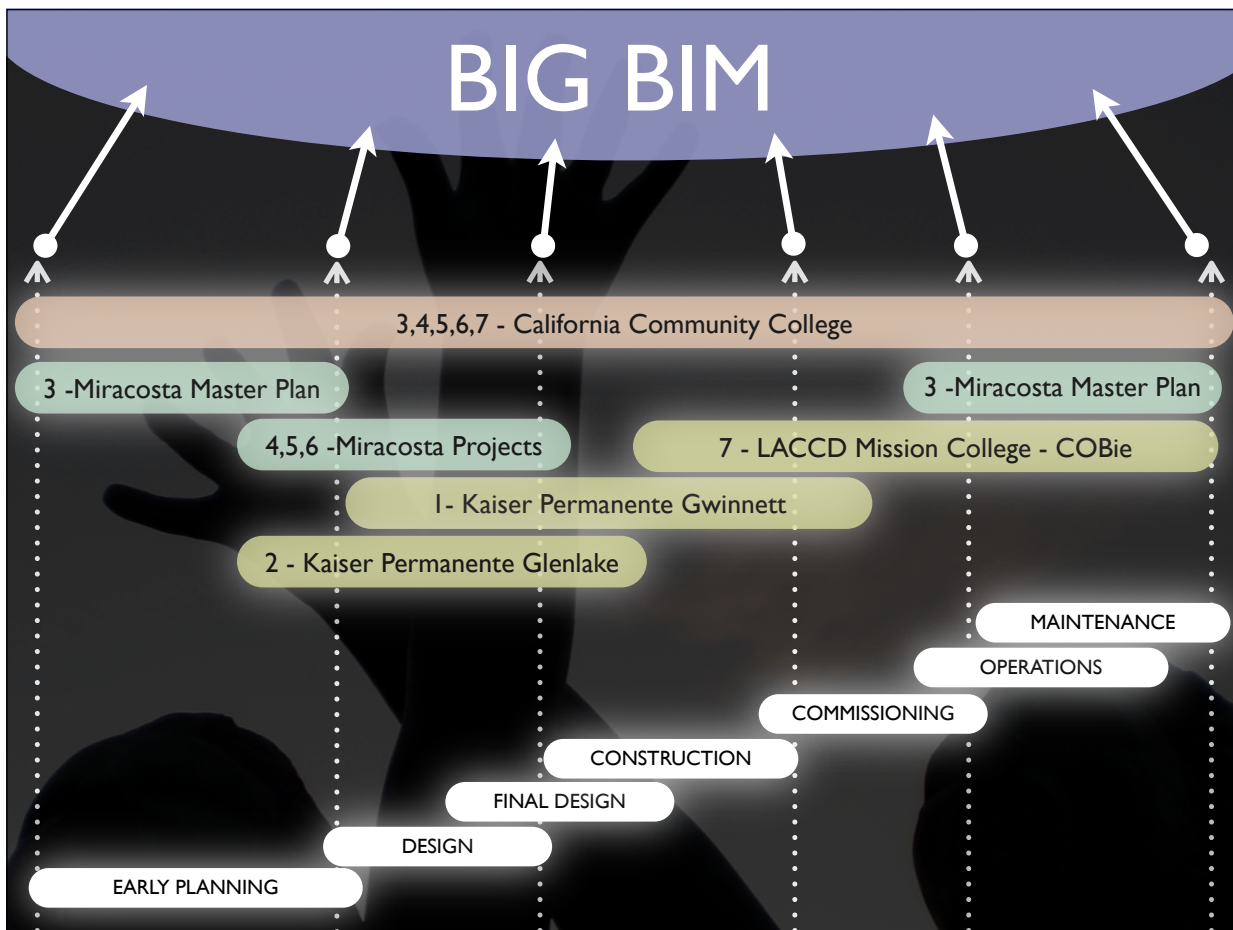 BIG BIM
3,4,5,6,7 - California Community College
3 -Miracosta Master Plan
3 -Miracosta Master Plan
4,5,6 -Miracosta Projects
7 - LACCD Mission College - COBie
1- Kaiser Permanente Gwinnett
2 - Kaiser Permanente Glenlake
MAINTENANCE
OPERATIONS
COMMISSIONING
CONSTRUCTION
FINAL DESIGN
DESIGN
EARLY PLANNING